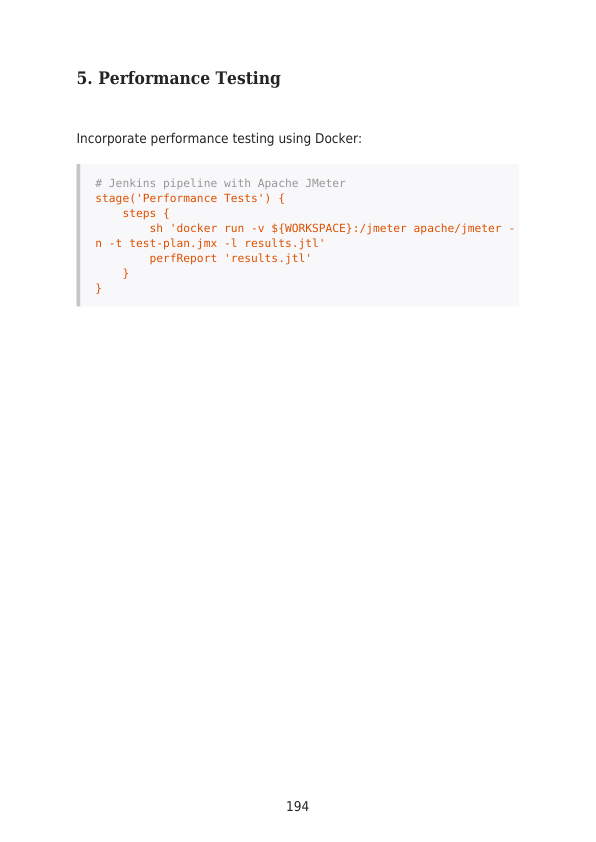 5. Performance Testing
Incorporate performance testing using Docker:
# Jenkins pipeline with Apache JMeter
stage('Performance Tests') {
    steps {
        sh 'docker run -v ${WORKSPACE}:/jmeter apache/jmeter -
n -t test-plan.jmx -l results.jtl'
        perfReport 'results.jtl'
    }
}
194